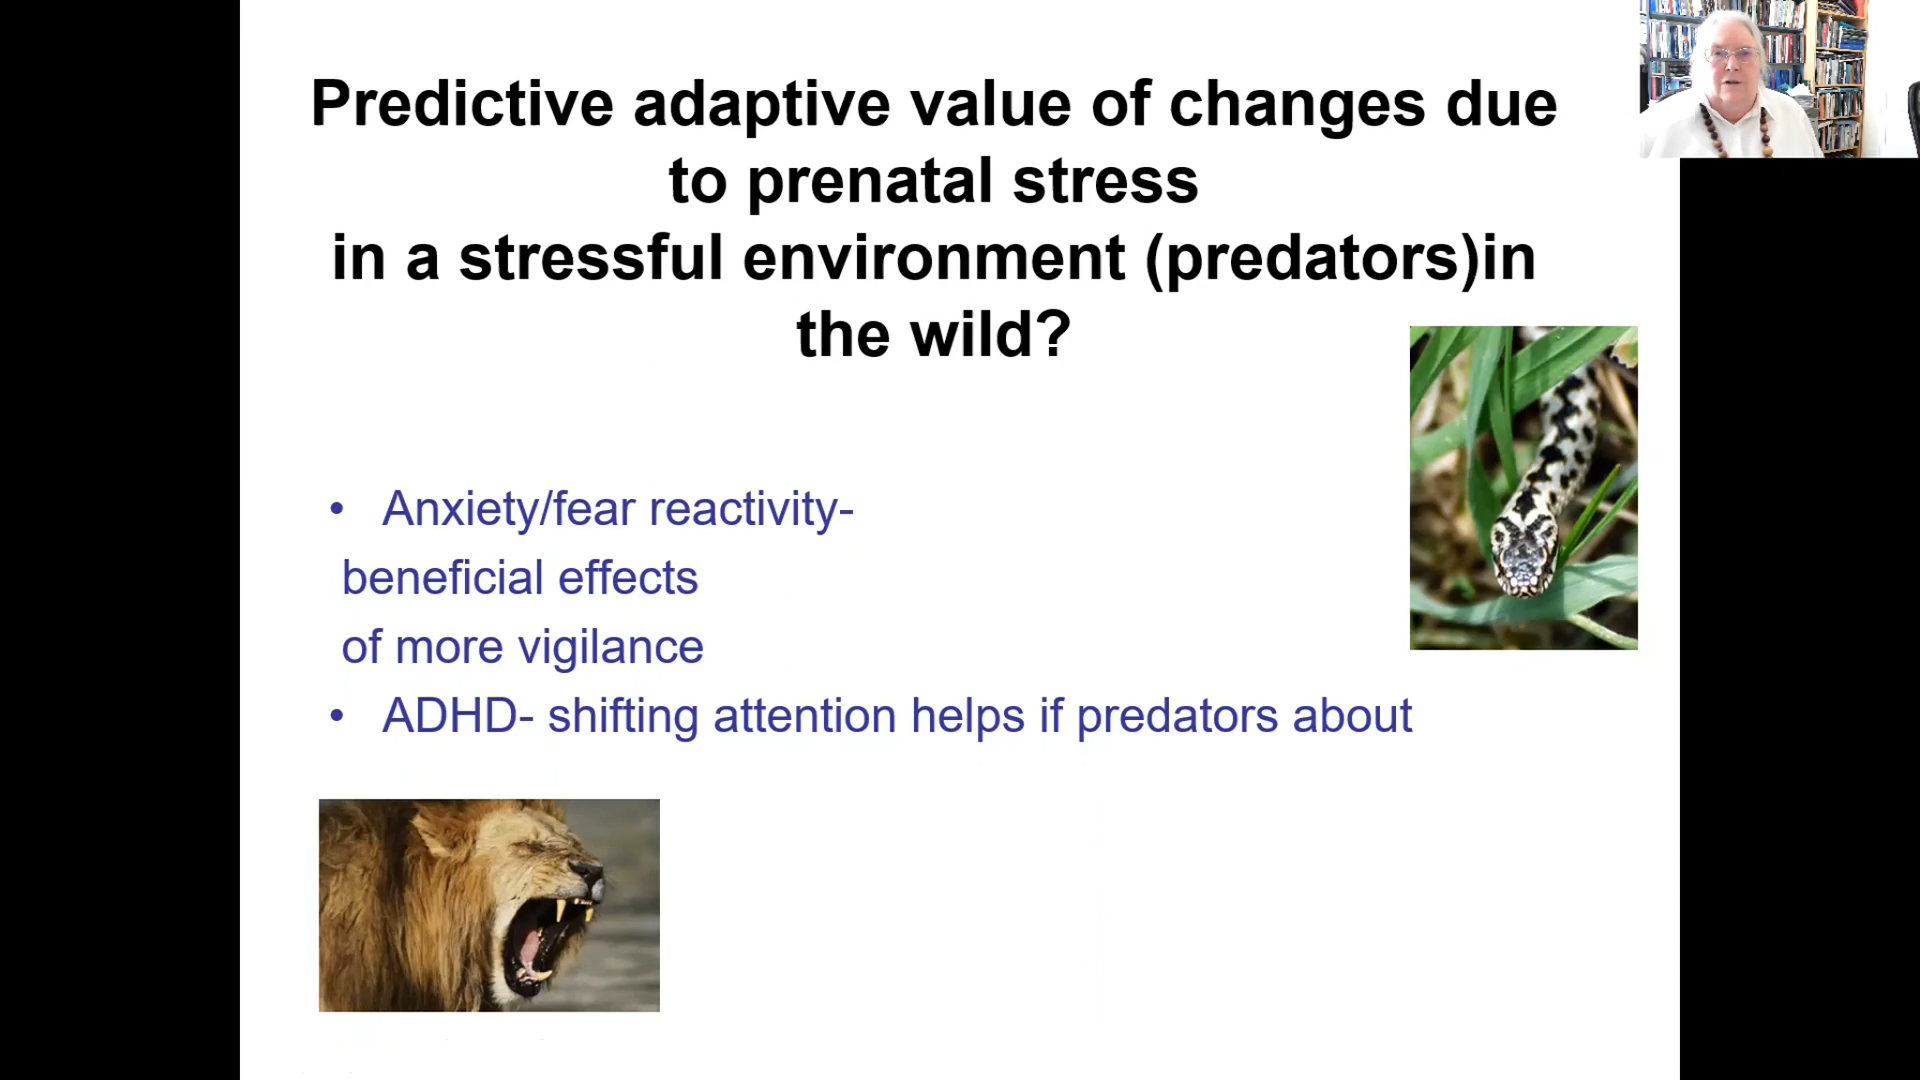 Predictive adaptive value of changes due
to prenatal stress
in a stressful environment (predators)in
the wild?
• Anxiety/fear reactivity-
beneficial effects
of more vigilance
• ADHD- shifting attention helps if predators about